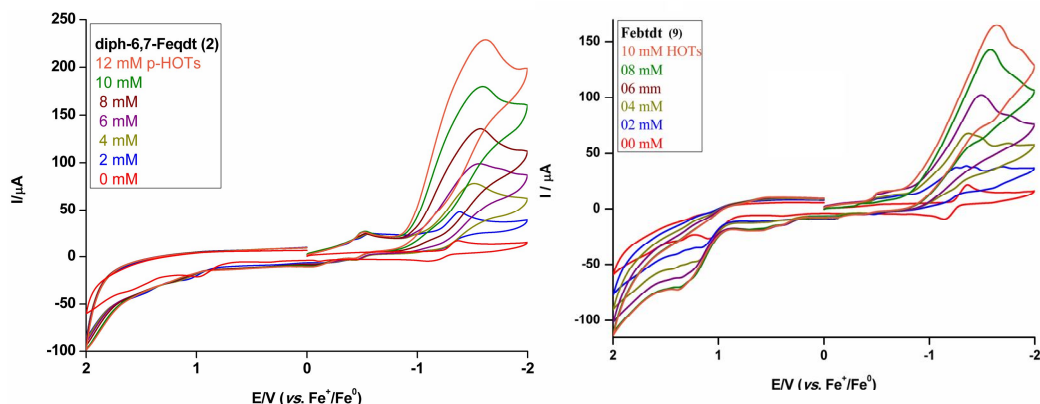 250
200
150
100
50
0
-50
-100
I/µA
diph-6,7-Feqdt (2)
12 mM p-HOTs
10 mM
8 mM
6 mM
4 mM
2 mM
0 mM
2 1 0 -1 -2
E/V (vs. Fe⁺/Fe⁰)
150
100
50
0
-50
-100
I / µA
Febtdt (9)
10 mM HOTs
08 mM
06 mm
04 mM
02 mM
00 mM
2 1 0 -1 -2
E/V (vs. Fe⁺/Fe⁰)